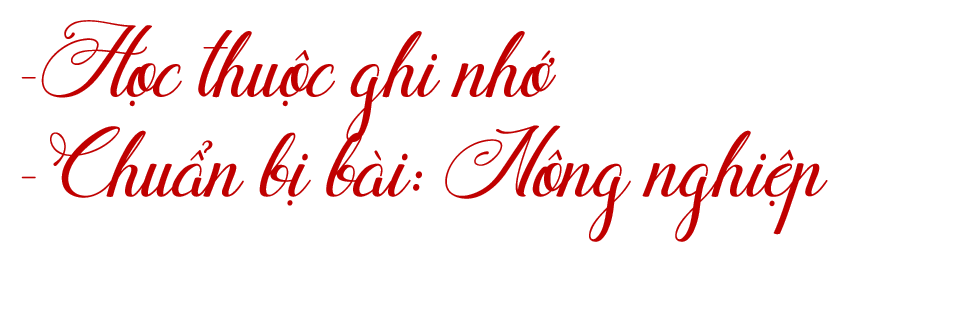 -Học thuộc ghi nhớ
- Chuẩn bị bài: Nông nghiệp